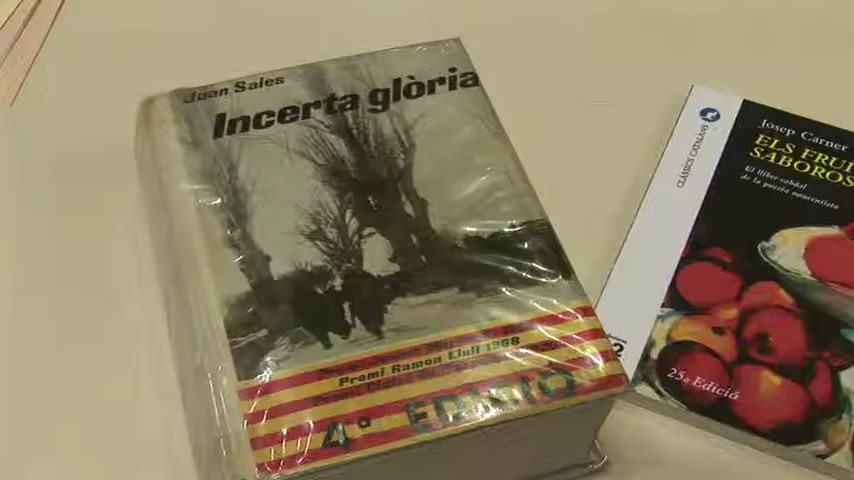 Joan Sales
Incerta glòria
Premi Ramon Llull 1968
4ª EDICIÓ
CLÀSSICS CATALANS
Josep Carner
ELS FRUI
SABOROS
El llibre cabdal
de la poesia noucentista
25a Edició